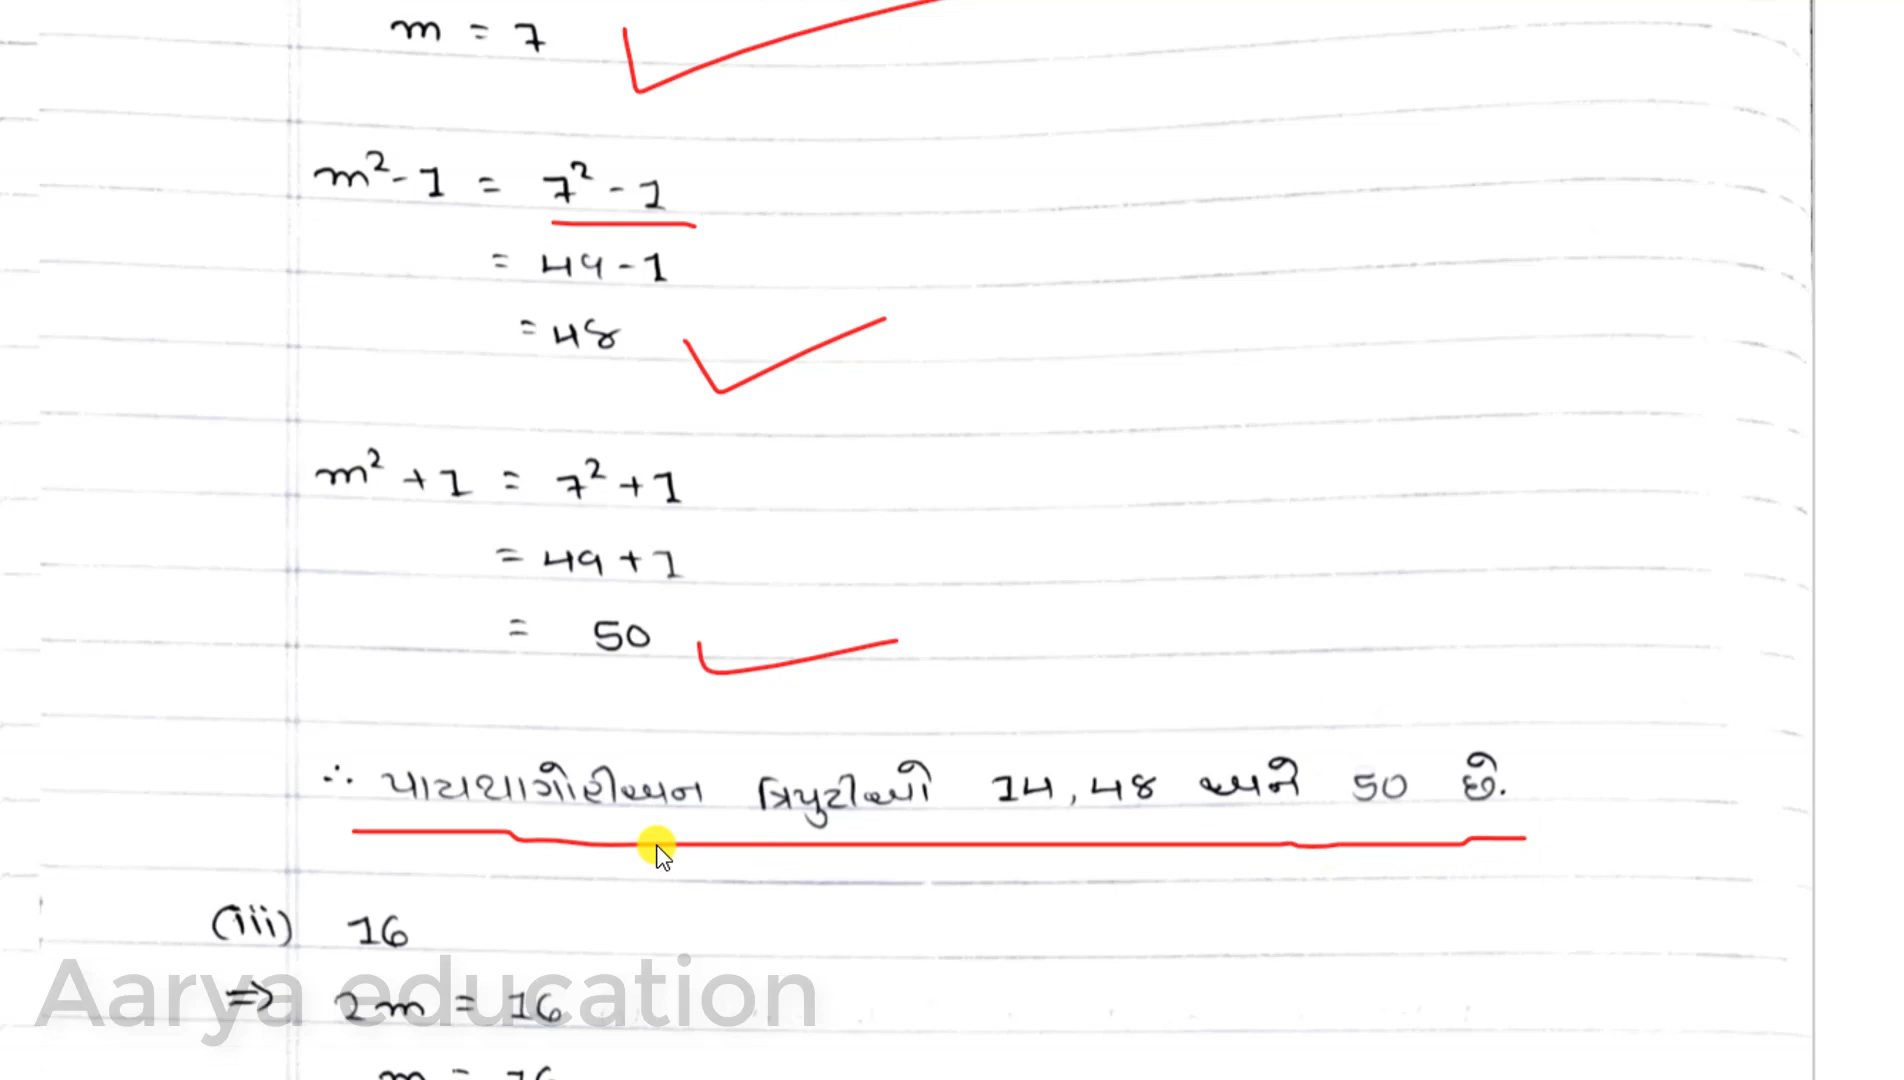 m = 7
m² - 1 = 7² - 1
= 49 - 1
= 48
m² + 1 = 7² + 1
= 49 + 1
= 50
∴ પાયથાગોરીયન ત્રિપુટીઓ 14, 48 અને 50 છે.
(iii) 16
⇒ 2m = 16
Aarya education